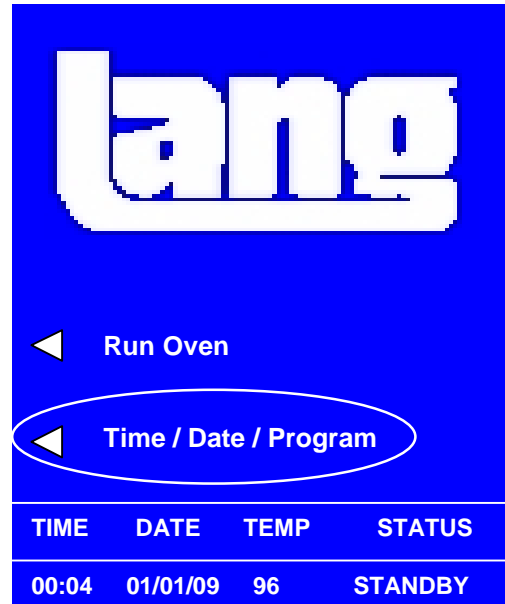 Lang
Run Oven
Time / Date / Program
TIME DATE TEMP STATUS
00:04 01/01/09 96 STANDBY